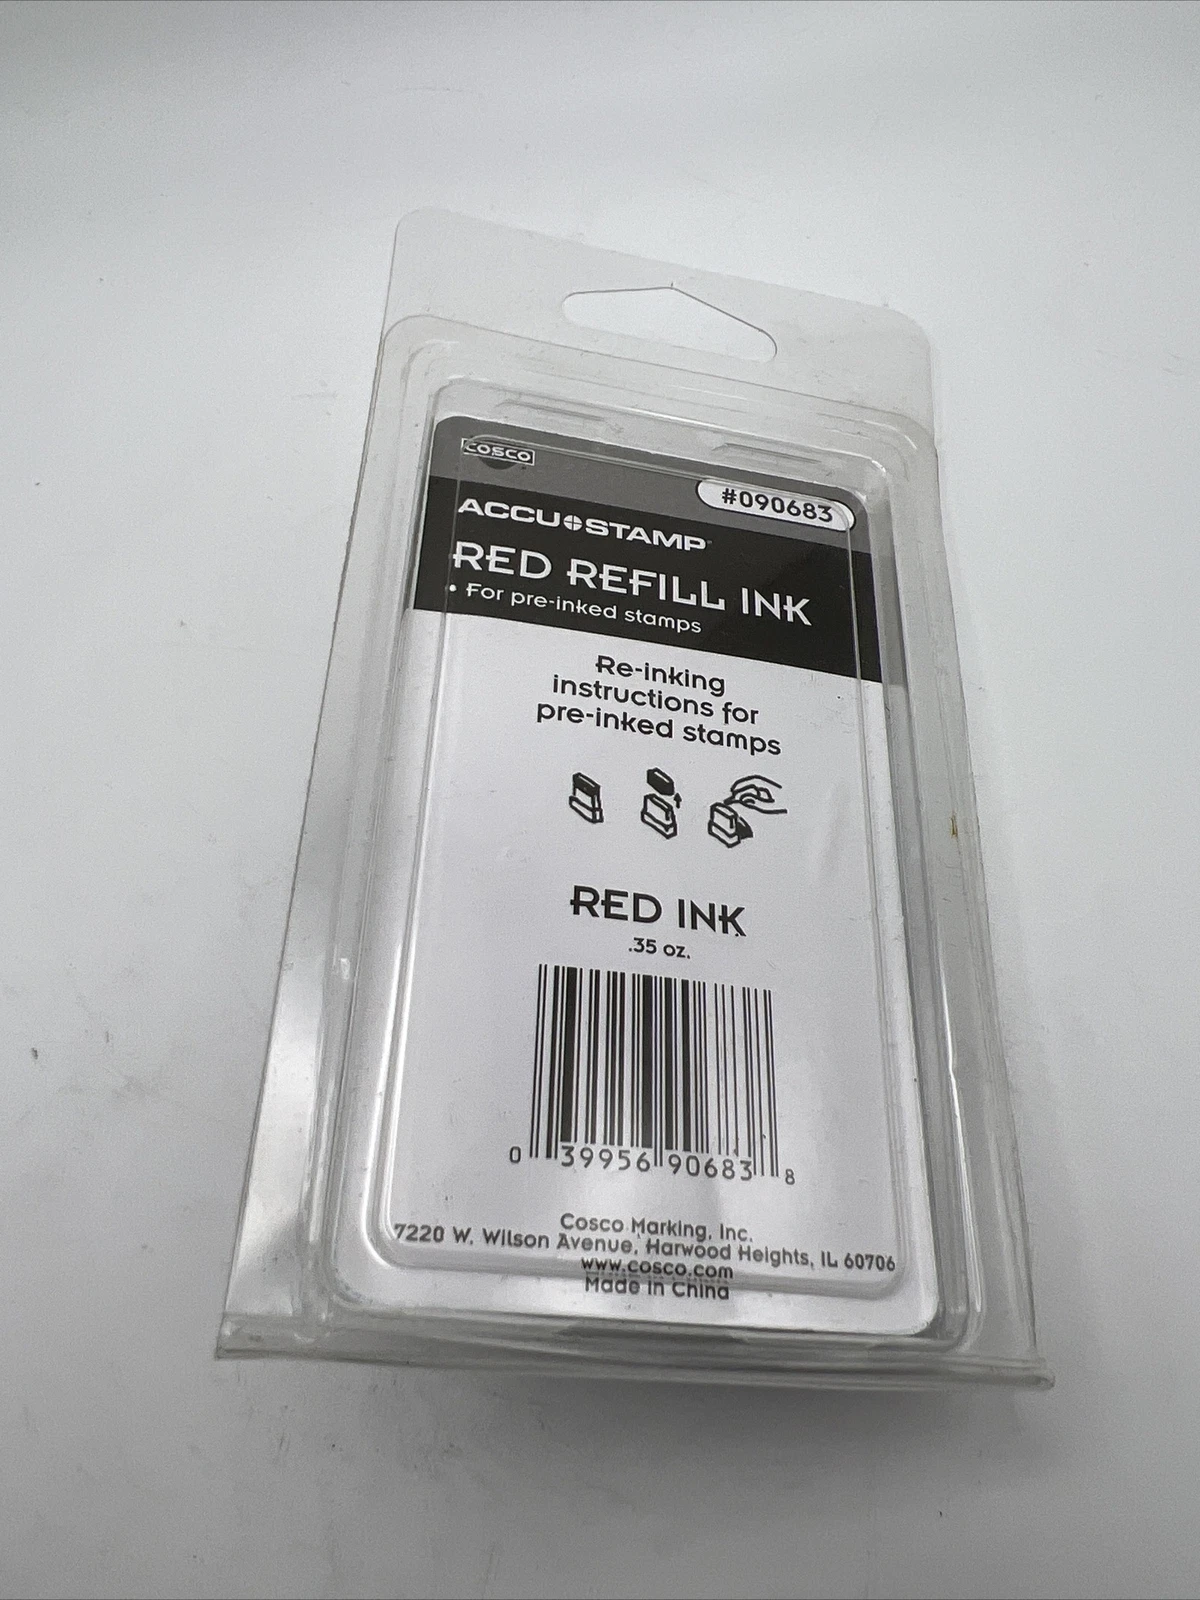 COSCO
#090683
ACCU STAMP
RED REFILL INK
• For pre-inked stamps
Re-inking
instructions for
pre-inked stamps
RED INK
.35 oz.
0 39956 90683 8
Cosco Marking, Inc.
7220 W. Wilson Avenue, Harwood Heights, IL 60706
www.cosco.com
Made in China